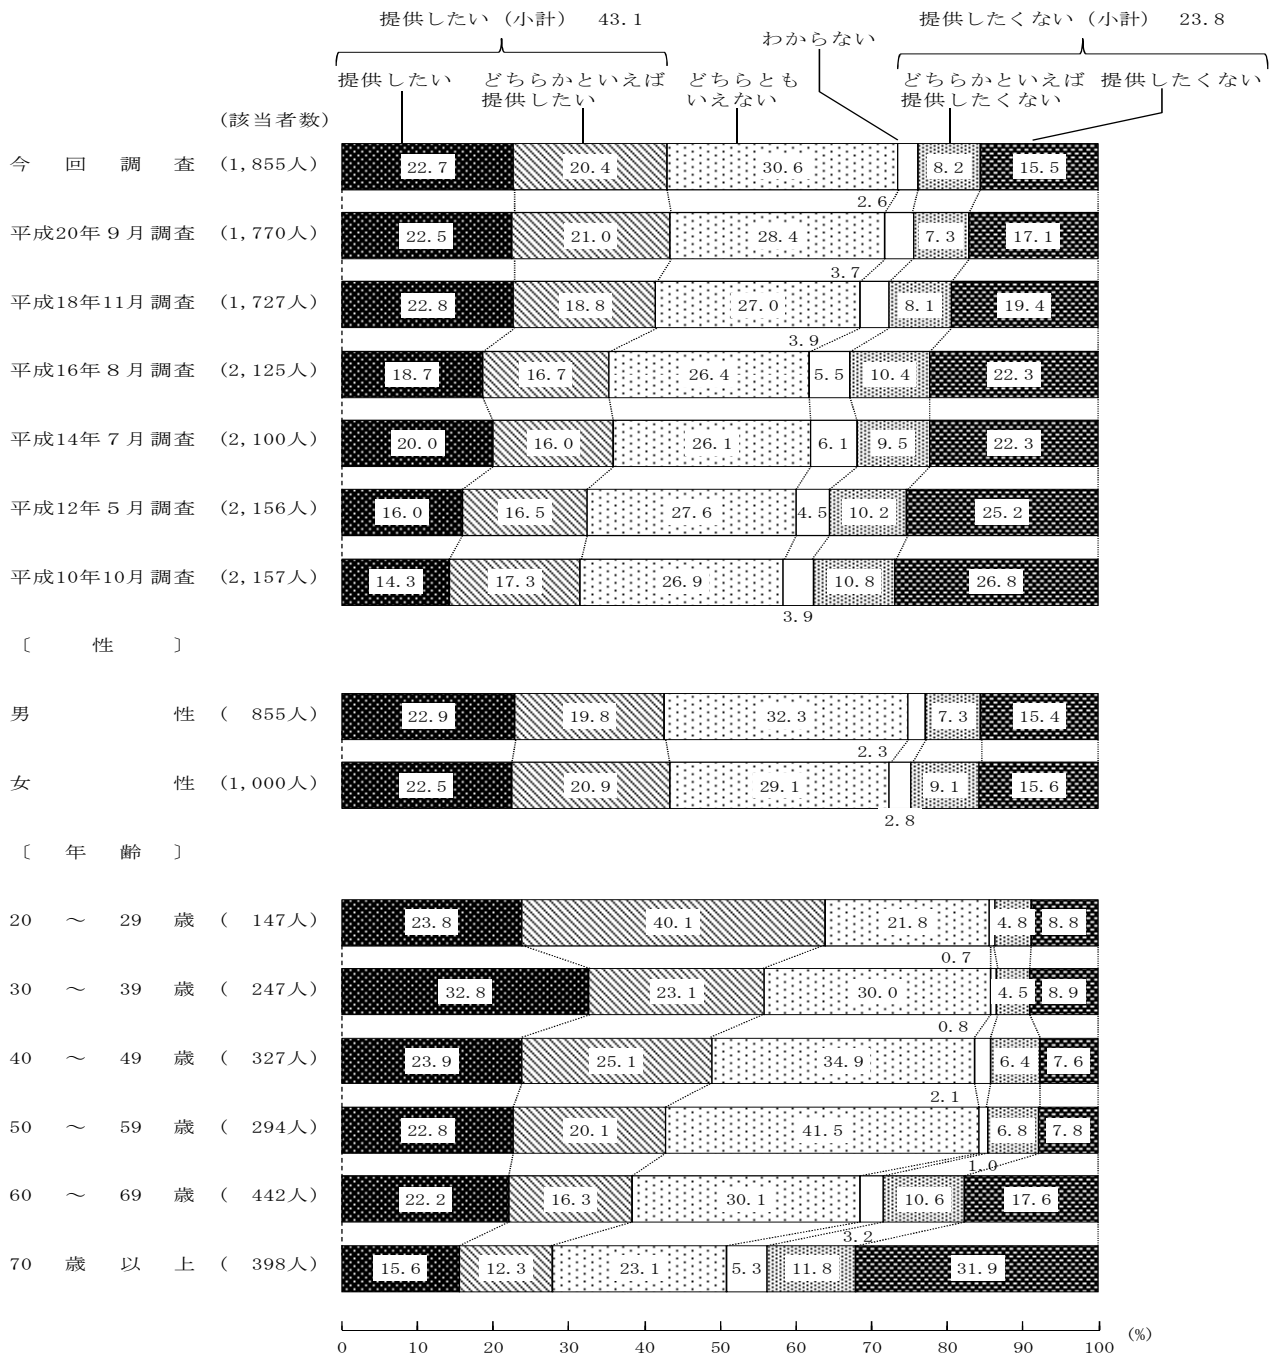 提供したい（小計） 43.1 提供したくない（小計） 23.8
わからない
提供したい どちらかといえば提供したい どちらともいえない どちらかといえば提供したくない 提供したくない
（該当者数）
今回調査 （1,855人） 22.7 20.4 30.6 8.2 15.5
2.6
平成20年９月調査 （1,770人） 22.5 21.0 28.4 7.3 17.1
3.7
平成18年11月調査 （1,727人） 22.8 18.8 27.0 8.1 19.4
3.9
平成16年８月調査 （2,125人） 18.7 16.7 26.4 5.5 10.4 22.3
平成14年７月調査 （2,100人） 20.0 16.0 26.1 6.1 9.5 22.3
平成12年５月調査 （2,156人） 16.0 16.5 27.6 4.5 10.2 25.2
平成10年10月調査 （2,157人） 14.3 17.3 26.9 10.8 26.8
3.9
〔 性 〕
男性 （ 855人） 22.9 19.8 32.3 7.3 15.4
2.3
女性 （1,000人） 22.5 20.9 29.1 9.1 15.6
2.8
〔 年 齢 〕
20 ～ 29 歳 （ 147人） 23.8 40.1 21.8 4.8 8.8
0.7
30 ～ 39 歳 （ 247人） 32.8 23.1 30.0 4.5 8.9
0.8
40 ～ 49 歳 （ 327人） 23.9 25.1 34.9 6.4 7.6
2.1
50 ～ 59 歳 （ 294人） 22.8 20.1 41.5 6.8 7.8
1.0
60 ～ 69 歳 （ 442人） 22.2 16.3 30.1 10.6 17.6
3.2
70 歳 以 上 （ 398人） 15.6 12.3 23.1 5.3 11.8 31.9
0 10 20 30 40 50 60 70 80 90 100 (%)